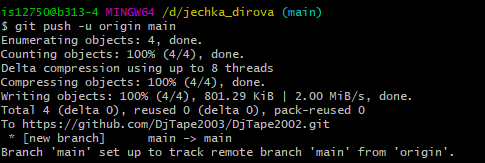 is12750@b313-4 MINGW64 /d/jechka_dirova (main)
$ git push -u origin main
Enumerating objects: 4, done.
Counting objects: 100% (4/4), done.
Delta compression using up to 8 threads
Compressing objects: 100% (4/4), done.
Writing objects: 100% (4/4), 801.29 KiB | 2.00 MiB/s, done.
Total 4 (delta 0), reused 0 (delta 0), pack-reused 0
To https://github.com/DjTape2003/DjTape2002.git
 * [new branch]      main -> main
Branch 'main' set up to track remote branch 'main' from 'origin'.